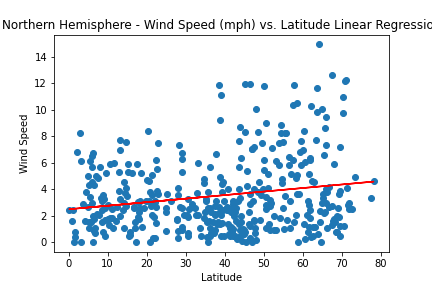 Northern Hemisphere - Wind Speed (mph) vs. Latitude Linear Regressio
14
12
10
8
6
4
2
0
Wind Speed
0 10 20 30 40 50 60 70 80
Latitude